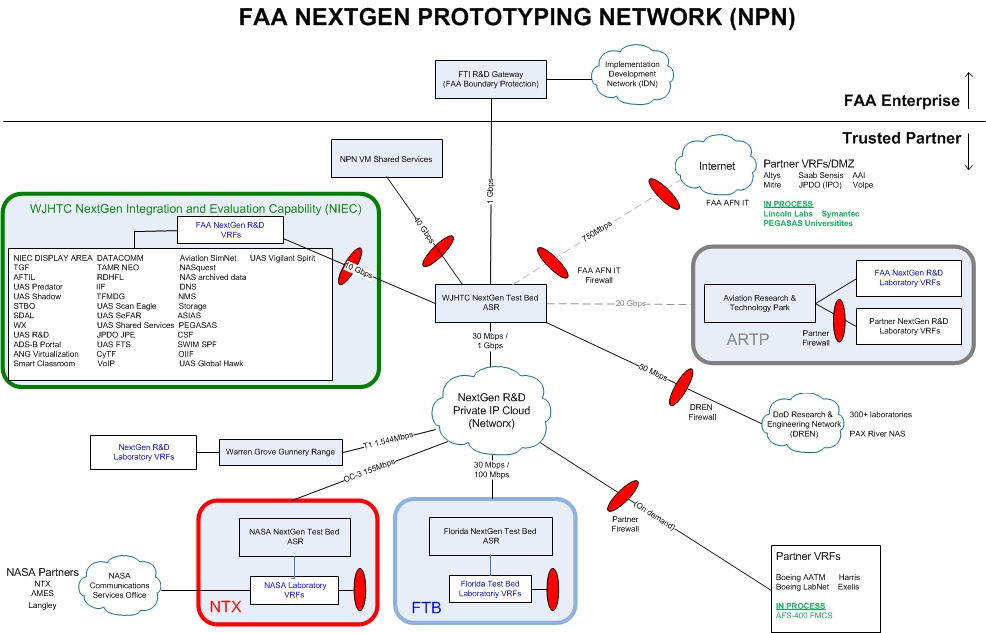 FAA NEXTGEN PROTOTYPING NETWORK (NPN)
FTI R&D Gateway
(FAA Boundary Protection)
Implementation
Development
Network (IDN)
FAA Enterprise
Trusted Partner
NPN VM Shared Services
1 Gbps
40 Gbps
Internet
FAA AFN IT
Partner VRFs/DMZ
Altys Saab Sensis AAI
Mitre JPDO (IPO) Volpe
IN PROCESS
Lincoln Labs Symantec
PEGASAS Universitites
750Mbps
FAA AFN IT
Firewall
WJHTC NextGen Integration and Evaluation Capability (NIEC)
FAA NextGen R&D
VRFs
10 Gbps
NIEC DISPLAY AREA DATACOMM Aviation SimNet UAS Vigilant Spirit
TGF TAMR NEO NASquest
AFTIL RDHFL NAS archived data
UAS Predator IIF DNS
UAS Shadow TFMDG NMS
STBO UAS Scan Eagle Storage
SDAL UAS SeFAR ASIAS
WX UAS Shared Services PEGASAS
UAS R&D JPDO JPE CSF
ADS-B Portal UAS FTS SWIM SPF
ANG Virtualization CyTF OIIF
Smart Classroom VoIP UAS Global Hawk
WJHTC NextGen Test Bed
ASR
20 Gbps
Aviation Research &
Technology Park
FAA NextGen R&D
Laboratory VRFs
Partner NextGen R&D
Laboratory VRFs
Partner
Firewall
ARTP
30 Mbps /
1 Gbps
50 Mbps
DREN
Firewall
DoD Research &
Engineering Network
(DREN)
300+ laboratories
PAX River NAS
NextGen R&D
Private IP Cloud
(Networx)
NextGen R&D
Laboratory VRFs
Warren Grove Gunnery Range
T1 1.544Mbps
OC-3 155Mbps
30 Mbps /
100 Mbps
(On demand)
Partner
Firewall
NASA NextGen Test Bed
ASR
NASA Laboratory
VRFs
NTX
Florida NextGen Test Bed
ASR
Florida Test Bed
Laboratoriy VRFs
FTB
NASA Partners
NTX
AMES
Langley
NASA
Communications
Services Office
Partner VRFs
Boeing AATM Harris
Boeing LabNet Exelis
IN PROCESS
AFS-400 FMCS